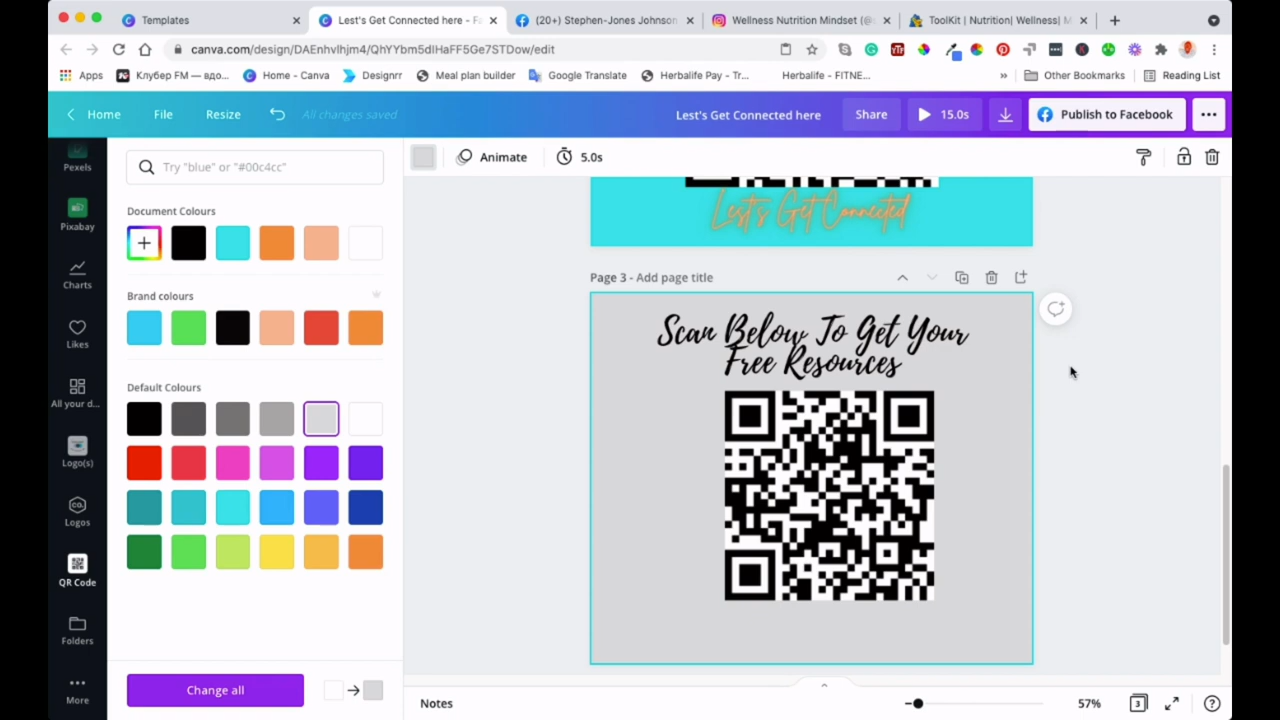 Templates
Lest's Get Connected here - Fa
(20+) Stephen-Jones Johnson
Wellness Nutrition Mindset (@
ToolKit | Nutrition| Wellness| M
canva.com/design/DAEnhvlhjm4/QhYYbm5dIHaFF5Ge7STDow/edit
Apps
Клубер FM — вдо...
Home - Canva
Designrr
Meal plan builder
Google Translate
Herbalife Pay - Tr...
Herbalife - FITNE...
»
Other Bookmarks
Reading List
Home
File
Resize
All changes saved
Lest's Get Connected here
Share
15.0s
Publish to Facebook
Pexels
Pixabay
Charts
Likes
All your d...
Logo(s)
Logos
QR Code
Folders
More
Try "blue" or "#00c4cc"
Document Colours
Brand colours
Default Colours
Change all
Animate
5.0s
Lest's Get Connected
Page 3 - Add page title
Scan Below To Get Your
Free Resources
Notes
57%
3